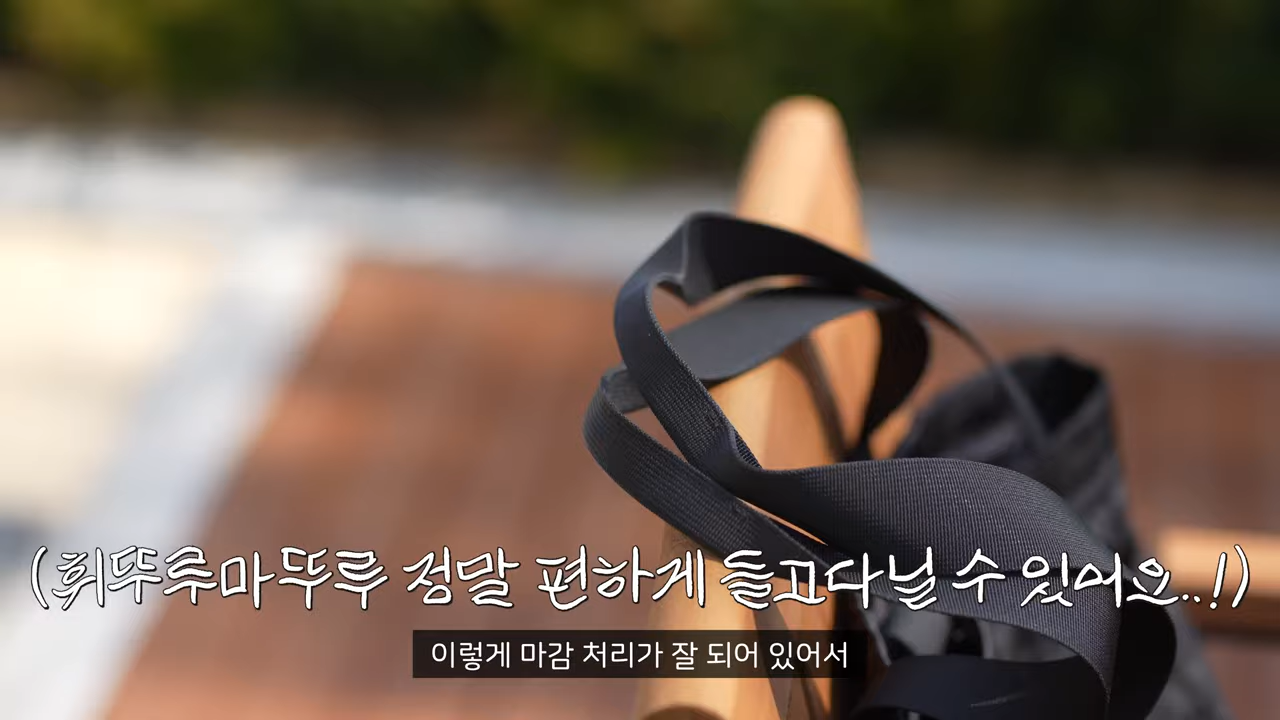 (휘뚜루마뚜루 정말 편하게 들고다닐 수 있어요..!)
이렇게 마감 처리가 잘 되어 있어서